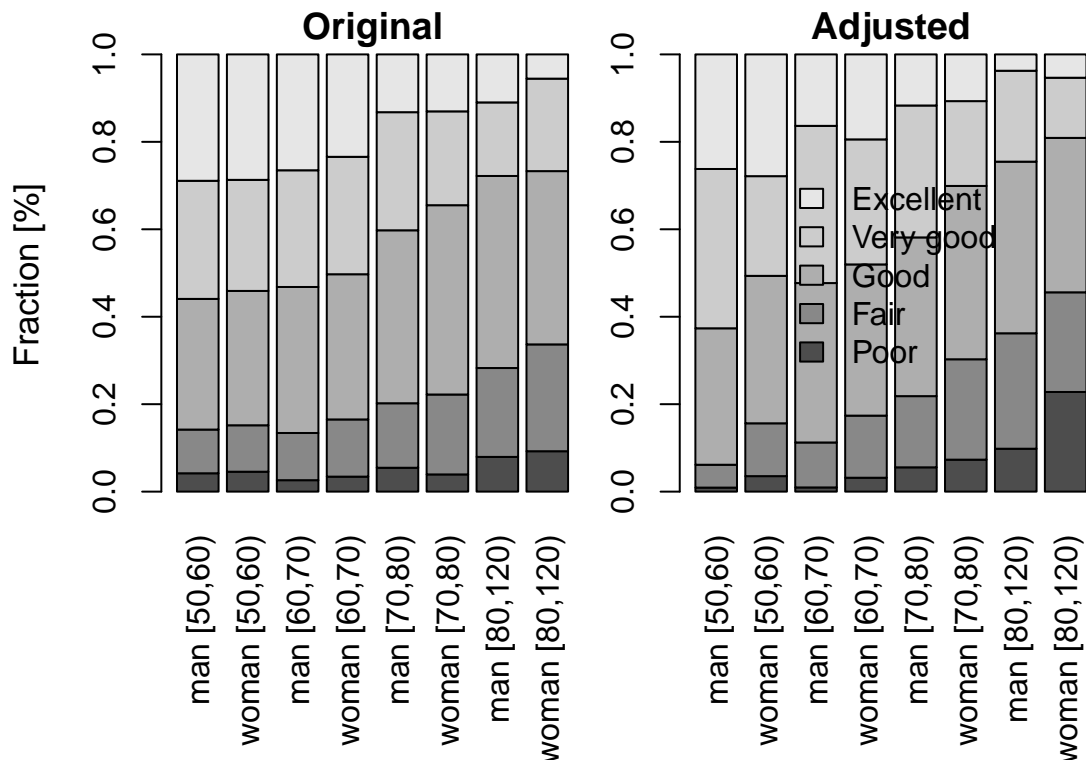 Original
Adjusted
Fraction [%]
0.0
0.2
0.4
0.6
0.8
1.0
man [50,60)
woman [50,60)
man [60,70)
woman [60,70)
man [70,80)
woman [70,80)
man [80,120)
woman [80,120)
0.0
0.2
0.4
0.6
0.8
1.0
Excellent
Very good
Good
Fair
Poor
man [50,60)
woman [50,60)
man [60,70)
woman [60,70)
man [70,80)
woman [70,80)
man [80,120)
woman [80,120)